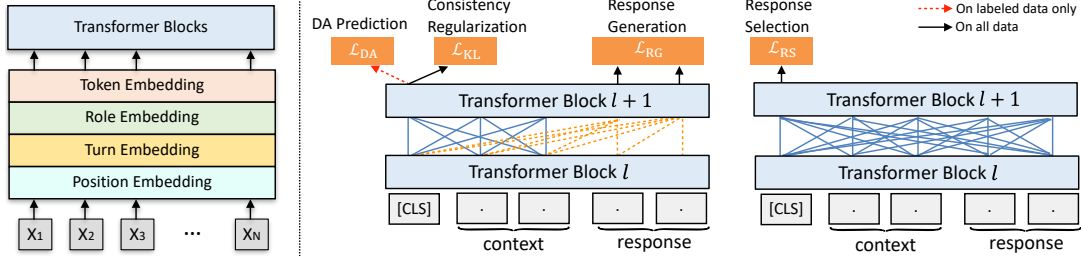 Transformer Blocks
Token Embedding
Role Embedding
Turn Embedding
Position Embedding
X1 X2 X3 ... XN
DA Prediction
Consistency
Regularization
Response
Generation
ℒDA ℒKL ℒRG
Transformer Block l + 1
Transformer Block l
[CLS] . . . .
context response
Response
Selection
ℒRS
On labeled data only
On all data
Transformer Block l + 1
Transformer Block l
[CLS] . . . .
context response